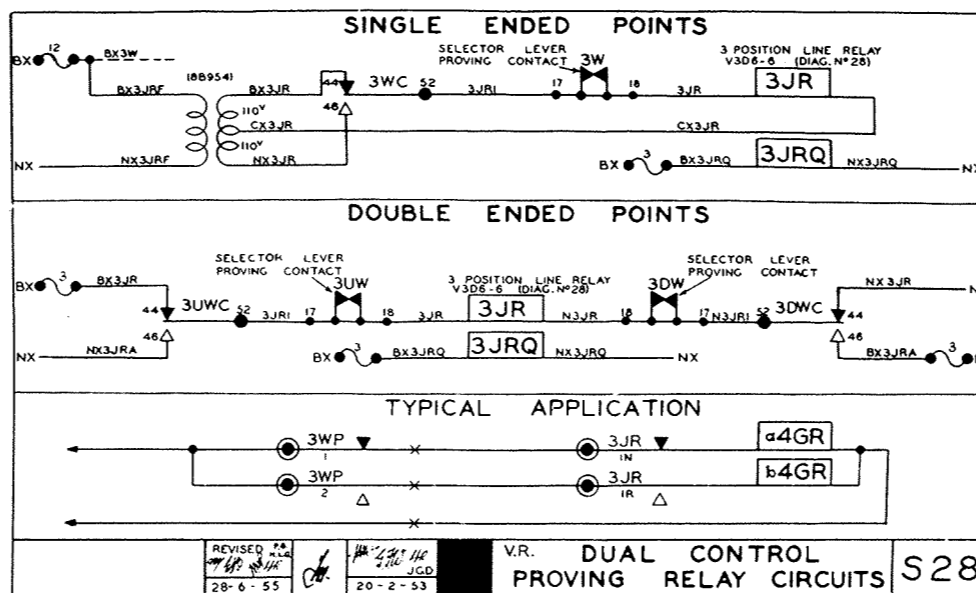 SINGLE ENDED POINTS
BX 12 BX3W
SELECTOR LEVER
PROVING CONTACT
3W
3 POSITION LINE RELAY
V3D6-6 (DIAG. Nº 28)
(8B954)
BX3JRF
BX3JR
44
3WC
52
3JR1
17
18
3JR
3JR
46
110V
CX3JR
CX3JR
110V
NX NX3JRF
NX3JR
BX 3 BX3JRQ
3JRQ
NX3JRQ NX
DOUBLE ENDED POINTS
SELECTOR LEVER
PROVING CONTACT
3UW
3 POSITION LINE RELAY
V3D6-6 (DIAG. Nº 28)
3DW
SELECTOR LEVER
PROVING CONTACT
BX 3 BX3JR
NX3JR NX
44
3UWC
52
3JR1
17
18
3JR
3JR
N3JR
18
17
N3JR1
52
3DWC
44
46
46
NX NX3JRA
BX 3 BX3JRQ
3JRQ
NX3JRQ NX
BX3JRA 3
TYPICAL APPLICATION
3WP
1
3JR
1N
a4GR
3WP
2
3JR
1R
b4GR
REVISED
28-6-55
J.G.D
20-2-53
V.R. DUAL CONTROL
PROVING RELAY CIRCUITS
S28